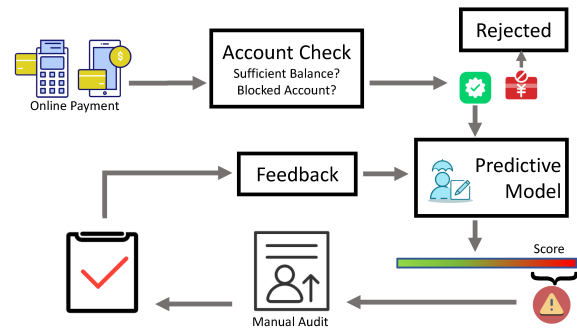 Account Check
Sufficient Balance?
Blocked Account?
Rejected
$
¥
Online Payment
Feedback
Predictive
Model
Score
Manual Audit